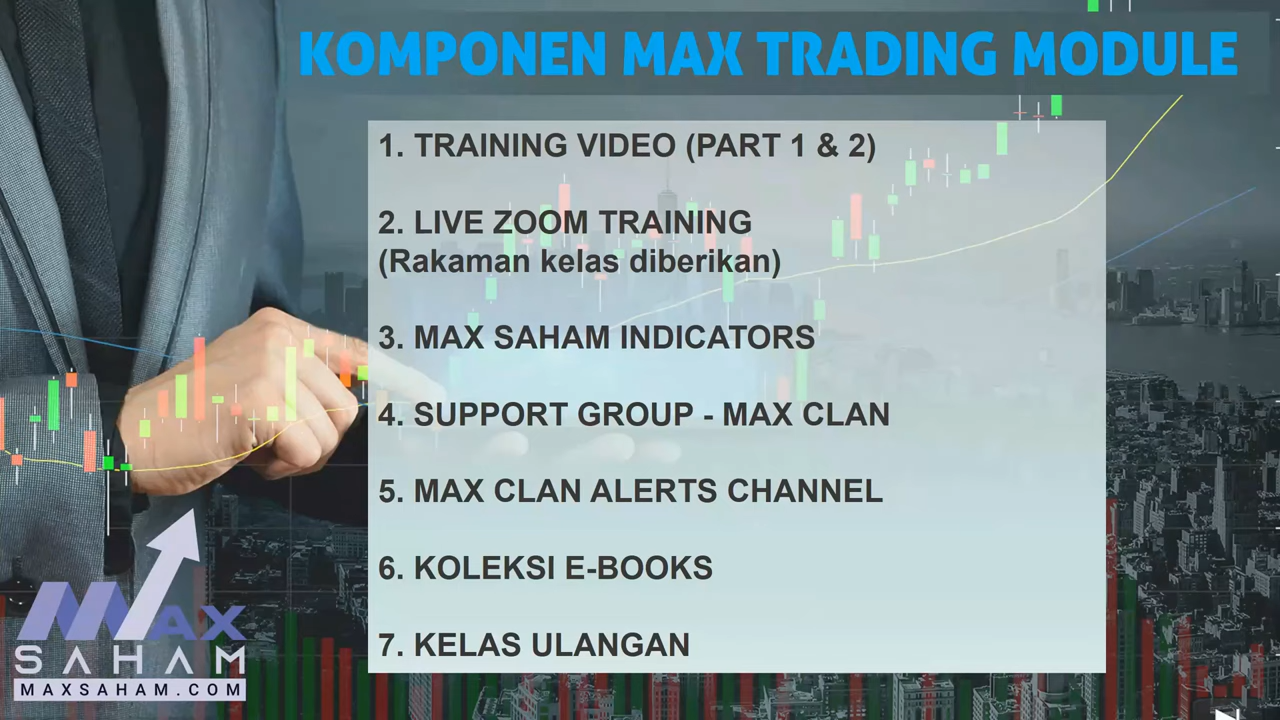 KOMPONEN MAX TRADING MODULE
1. TRAINING VIDEO (PART 1 & 2)
2. LIVE ZOOM TRAINING
(Rakaman kelas diberikan)
3. MAX SAHAM INDICATORS
4. SUPPORT GROUP - MAX CLAN
5. MAX CLAN ALERTS CHANNEL
6. KOLEKSI E-BOOKS
7. KELAS ULANGAN
MAX
SAHAM
MAXSAHAM.COM